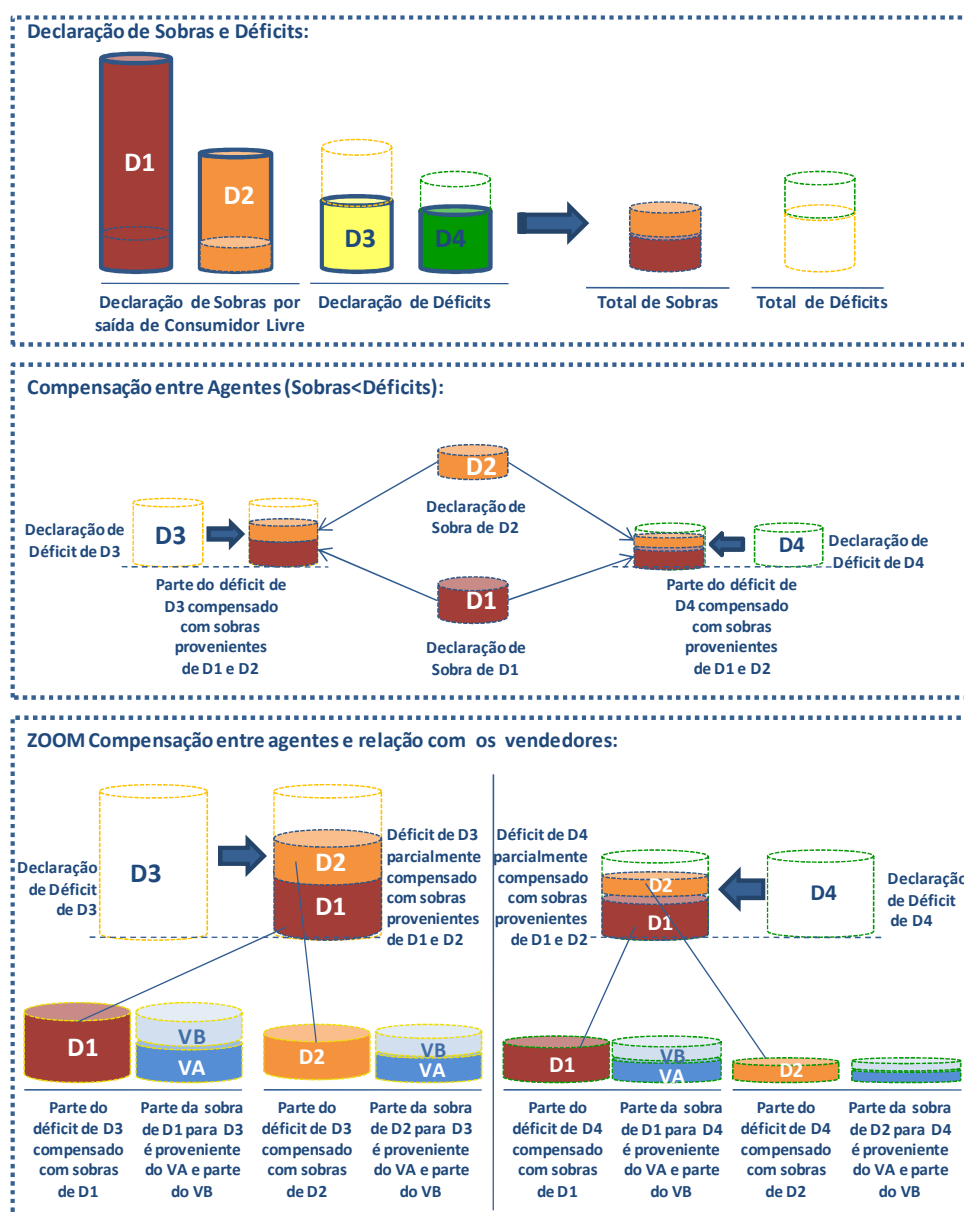 Declaração de Sobras e Déficits:
D1
D2
D3
D4
Declaração de Sobras por
saída de Consumidor Livre
Declaração de Déficits
Total de Sobras
Total de Déficits
Compensação entre Agentes (Sobras<Déficits):
D2
Declaração de
Sobra de D2
Declaração de
Déficit de D3
D3
D4
Declaração de
Déficit de D4
Parte do déficit de
D3 compensado
com sobras
provenientes
de D1 e D2
D1
Declaração de
Sobra de D1
Parte do déficit de
D4 compensado
com sobras
provenientes
de D1 e D2
ZOOM Compensação entre agentes e relação com os vendedores:
Declaração
de Déficit
de D3
D3
D2
D1
Déficit de D3
parcialmente
compensado
com sobras
provenientes
de D1 e D2
Déficit de D4
parcialmente
compensado
com sobras
provenientes
de D1 e D2
D2
D1
D4
Declaração
de Déficit
de D4
D1
VB
VA
D2
VB
VA
D1
VB
VA
D2
Parte do
déficit de D3
compensado
com sobras
de D1
Parte da sobra
de D1 para D3
é proveniente
do VA e parte
do VB
Parte do
déficit de D3
compensado
com sobras
de D2
Parte da sobra
de D2 para D3
é proveniente
do VA e parte
do VB
Parte do
déficit de D4
compensado
com sobras
de D1
Parte da sobra
de D1 para D4
é proveniente
do VA e parte
do VB
Parte do
déficit de D4
compensado
com sobras
de D2
Parte da sobra
de D2 para D4
é proveniente
do VA e parte
do VB